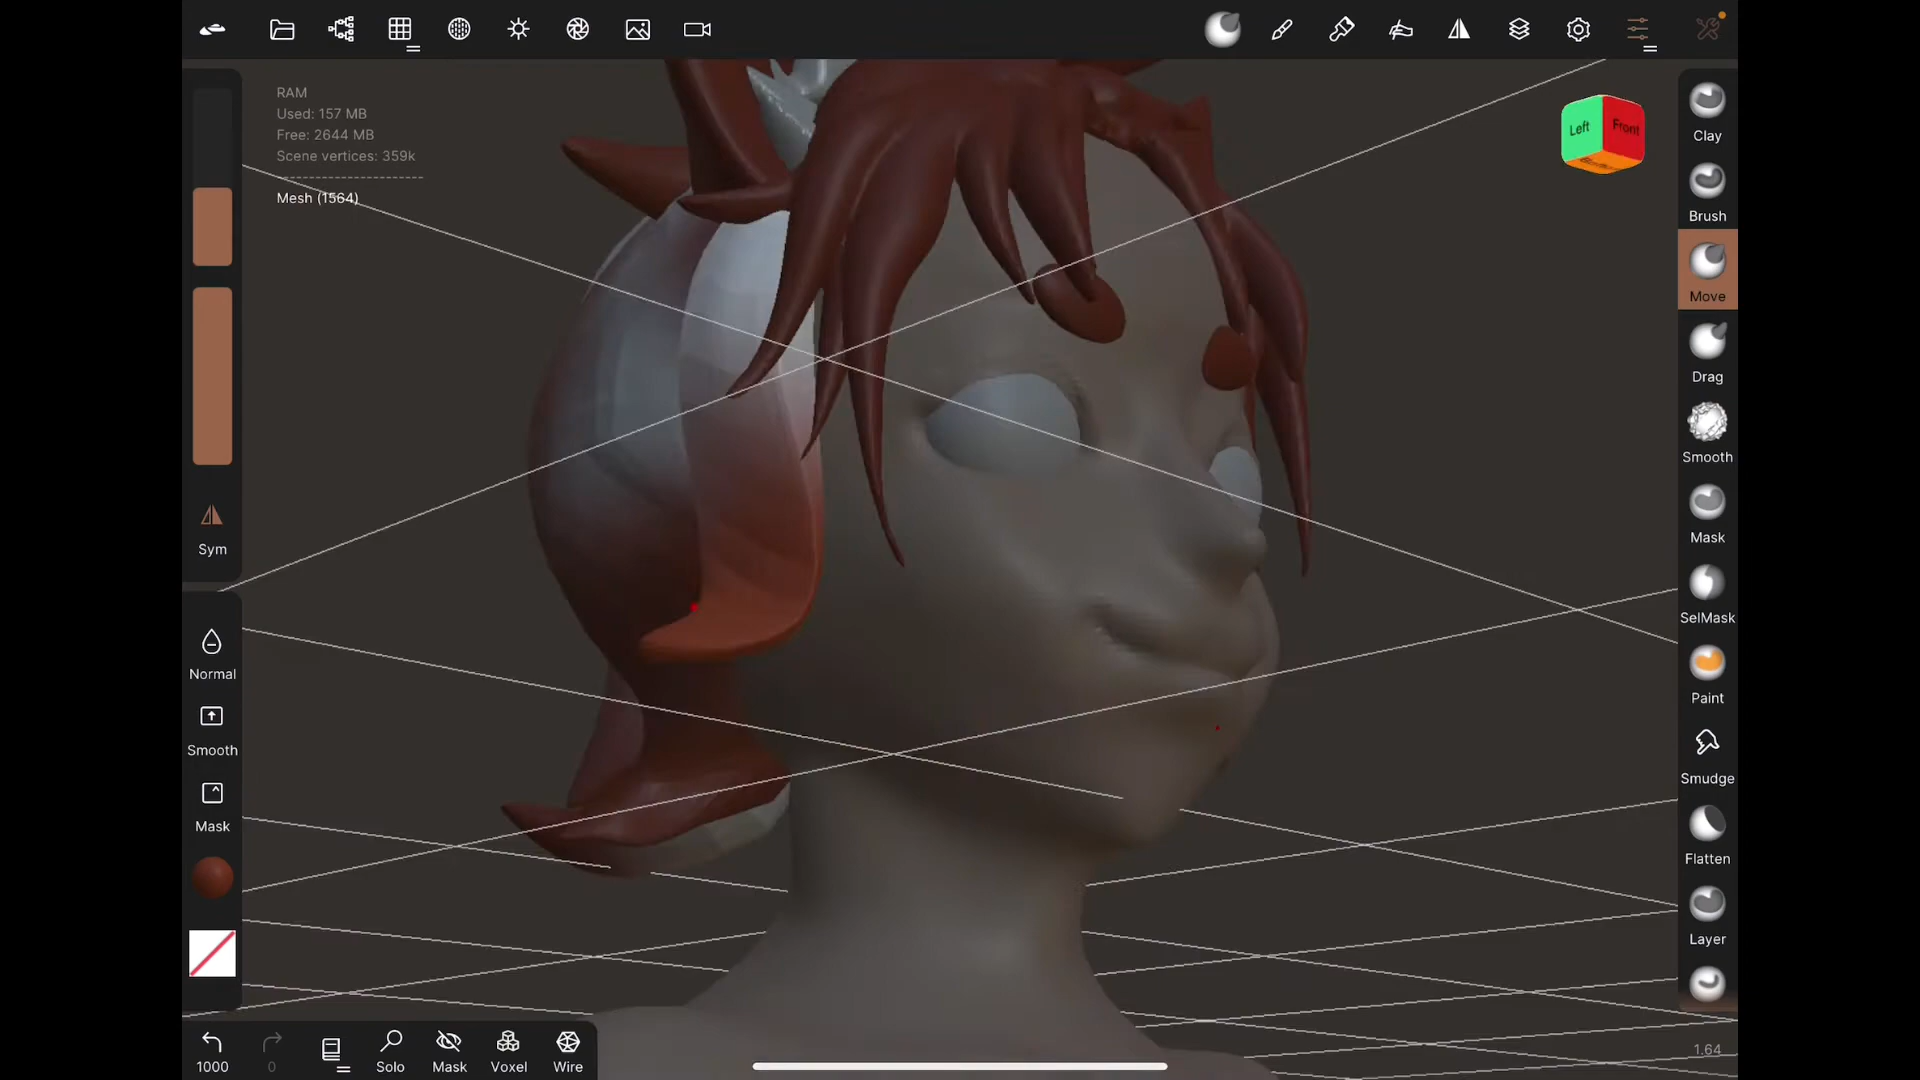 RAM
Used: 157 MB
Free: 2644 MB
Scene vertices: 359k
Mesh (1564)
Left
Front
Clay
Brush
Move
Drag
Smooth
Mask
SelMask
Paint
Smudge
Flatten
Layer
Sym
Normal
Smooth
Mask
1000
0
Solo
Mask
Voxel
Wire
1.64